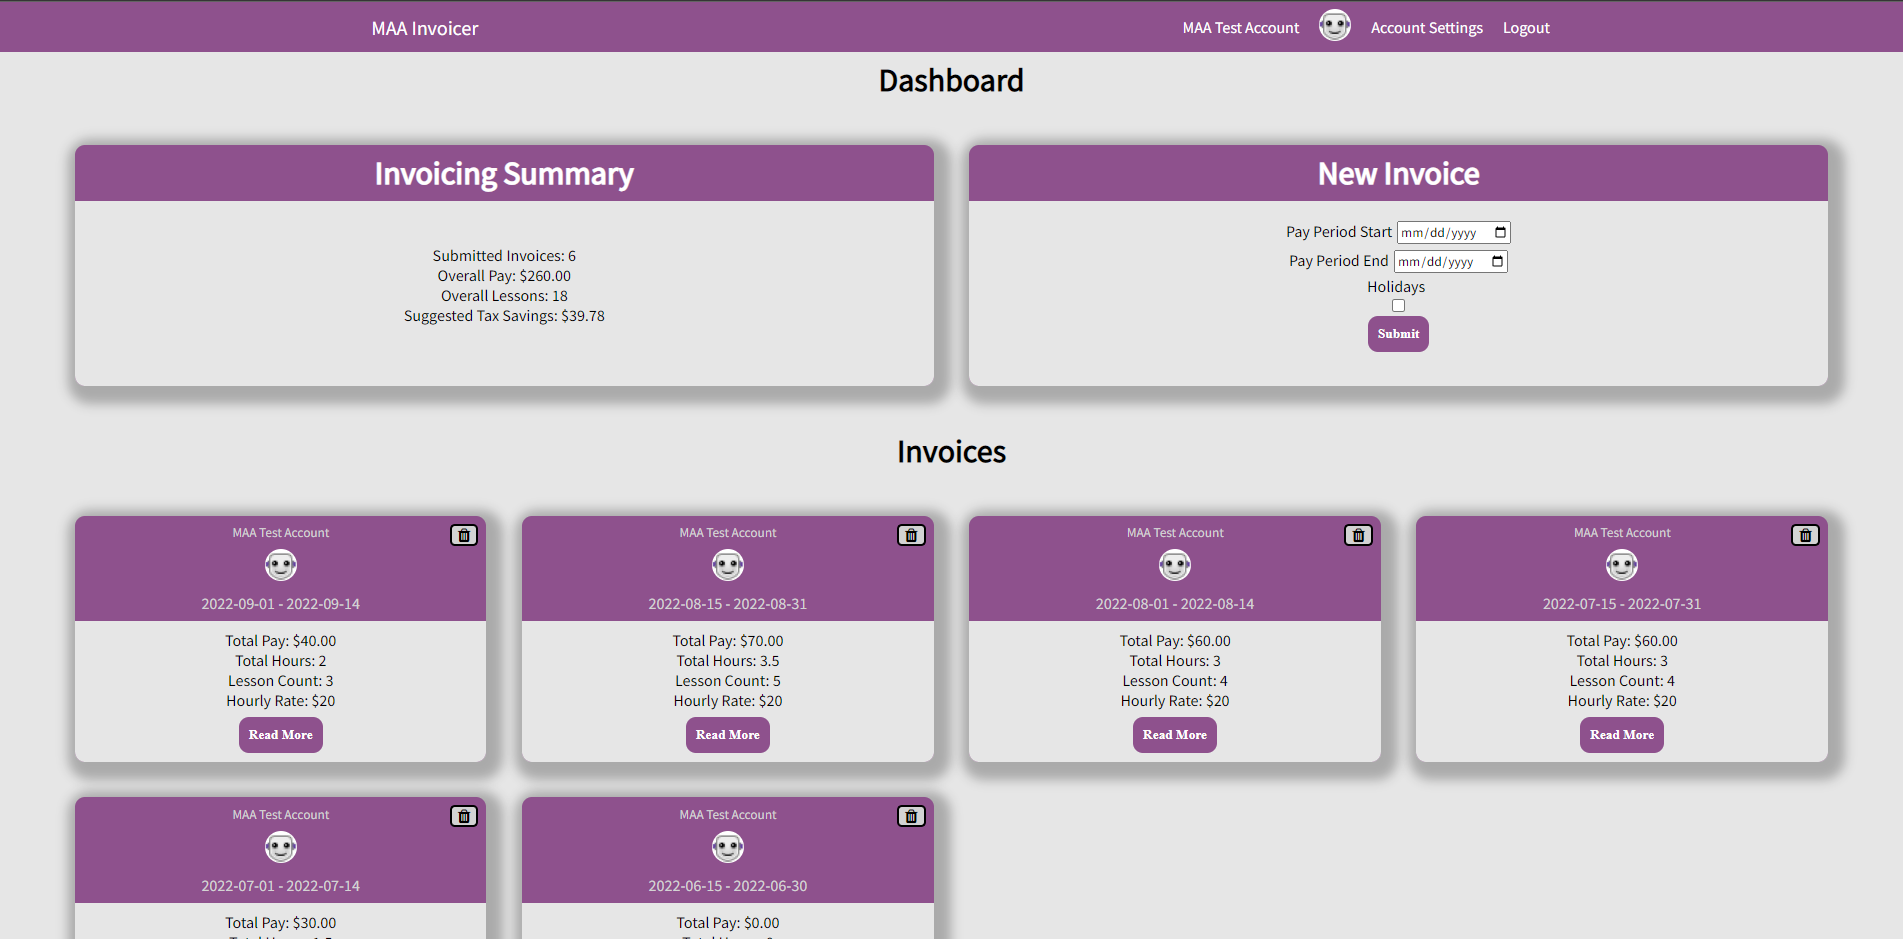 MAA Invoicer
MAA Test Account
Account Settings
Logout
Dashboard
Invoicing Summary
Submitted Invoices: 6
Overall Pay: $260.00
Overall Lessons: 18
Suggested Tax Savings: $39.78
New Invoice
Pay Period Start mm/dd/yyyy
Pay Period End mm/dd/yyyy
Holidays
Submit
Invoices
MAA Test Account
2022-09-01 - 2022-09-14
Total Pay: $40.00
Total Hours: 2
Lesson Count: 3
Hourly Rate: $20
Read More
MAA Test Account
2022-08-15 - 2022-08-31
Total Pay: $70.00
Total Hours: 3.5
Lesson Count: 5
Hourly Rate: $20
Read More
MAA Test Account
2022-08-01 - 2022-08-14
Total Pay: $60.00
Total Hours: 3
Lesson Count: 4
Hourly Rate: $20
Read More
MAA Test Account
2022-07-15 - 2022-07-31
Total Pay: $60.00
Total Hours: 3
Lesson Count: 4
Hourly Rate: $20
Read More
MAA Test Account
2022-07-01 - 2022-07-14
Total Pay: $30.00
MAA Test Account
2022-06-15 - 2022-06-30
Total Pay: $0.00